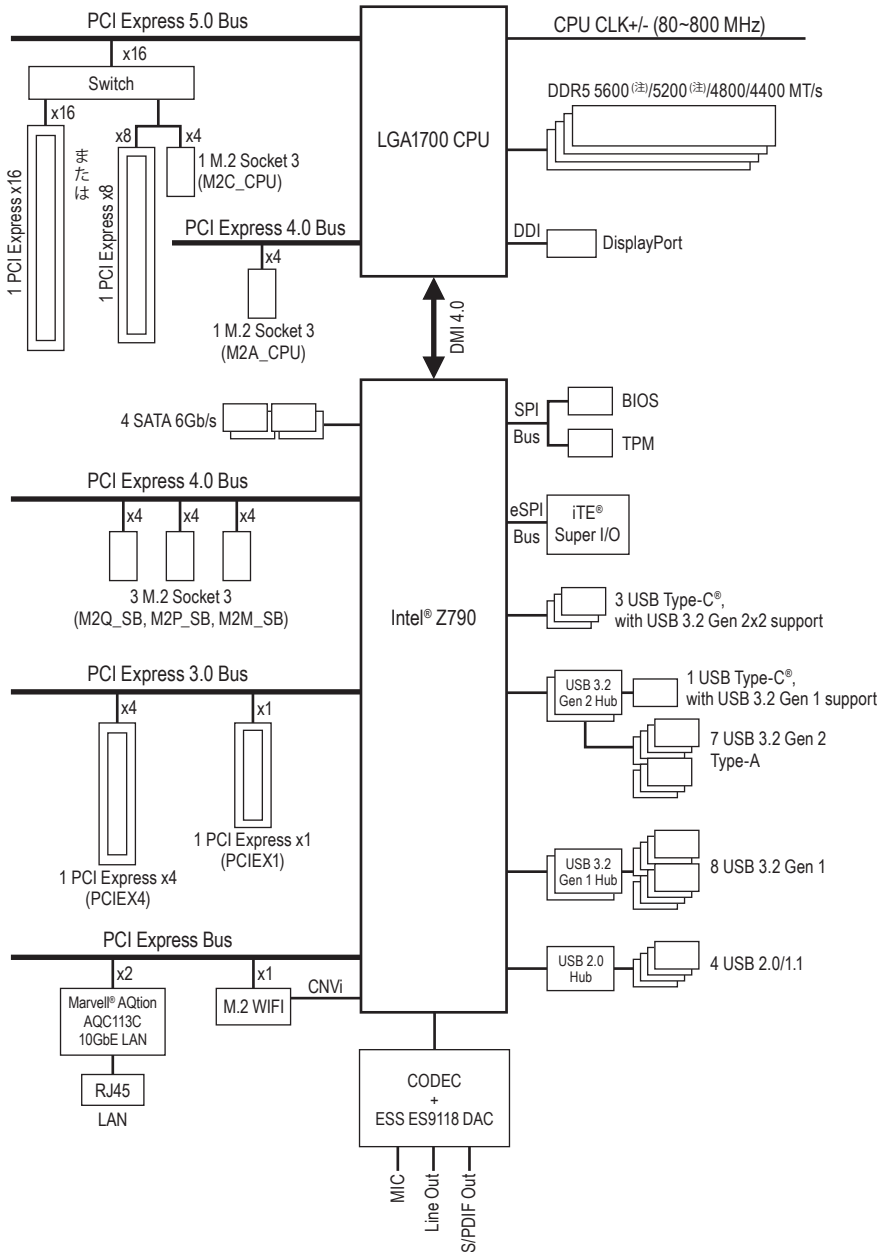 PCI Express 5.0 Bus
CPU CLK+/- (80~800 MHz)
x16
Switch
x16
x8
x4
1 PCI Express x16
または
1 PCI Express x8
1 M.2 Socket 3
(M2C_CPU)
LGA1700 CPU
DDR5 5600(注)/5200(注)/4800/4400 MT/s
PCI Express 4.0 Bus
x4
1 M.2 Socket 3
(M2A_CPU)
DDI
DisplayPort
DMI 4.0
4 SATA 6Gb/s
SPI
Bus
BIOS
TPM
PCI Express 4.0 Bus
x4
x4
x4
3 M.2 Socket 3
(M2Q_SB, M2P_SB, M2M_SB)
eSPI
Bus
iTE®
Super I/O
Intel® Z790
3 USB Type-C®,
with USB 3.2 Gen 2x2 support
PCI Express 3.0 Bus
x4
x1
1 PCI Express x4
(PCIEX4)
1 PCI Express x1
(PCIEX1)
USB 3.2
Gen 2 Hub
1 USB Type-C®,
with USB 3.2 Gen 1 support
7 USB 3.2 Gen 2
Type-A
USB 3.2
Gen 1 Hub
8 USB 3.2 Gen 1
PCI Express Bus
x2
x1
Marvell® AQtion
AQC113C
10GbE LAN
M.2 WIFI
CNVi
RJ45
LAN
USB 2.0
Hub
4 USB 2.0/1.1
CODEC
+
ESS ES9118 DAC
MIC
Line Out
S/PDIF Out